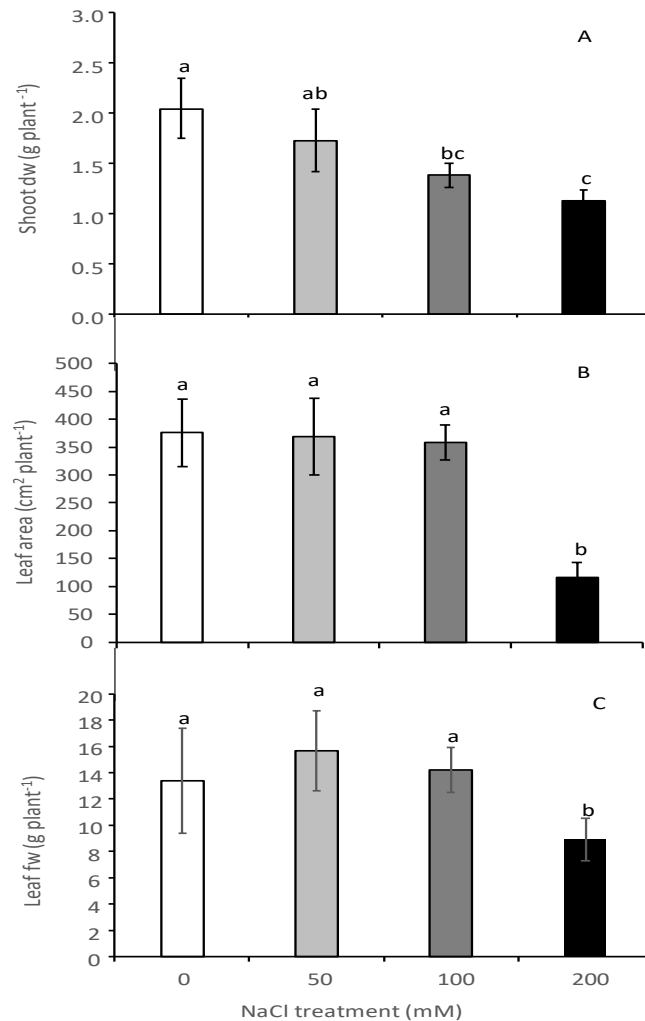 3.0
2.5
2.0
1.5
1.0
0.5
0.0
Shoot dw (g plant⁻¹)
A
a
ab
bc
c
500
450
400
350
300
250
200
150
100
50
0
Leaf area (cm² plant⁻¹)
B
a
a
a
b
20
18
16
14
12
10
8
6
4
2
0
Leaf fw (g plant⁻¹)
C
a
a
a
b
0 50 100 200
NaCl treatment (mM)